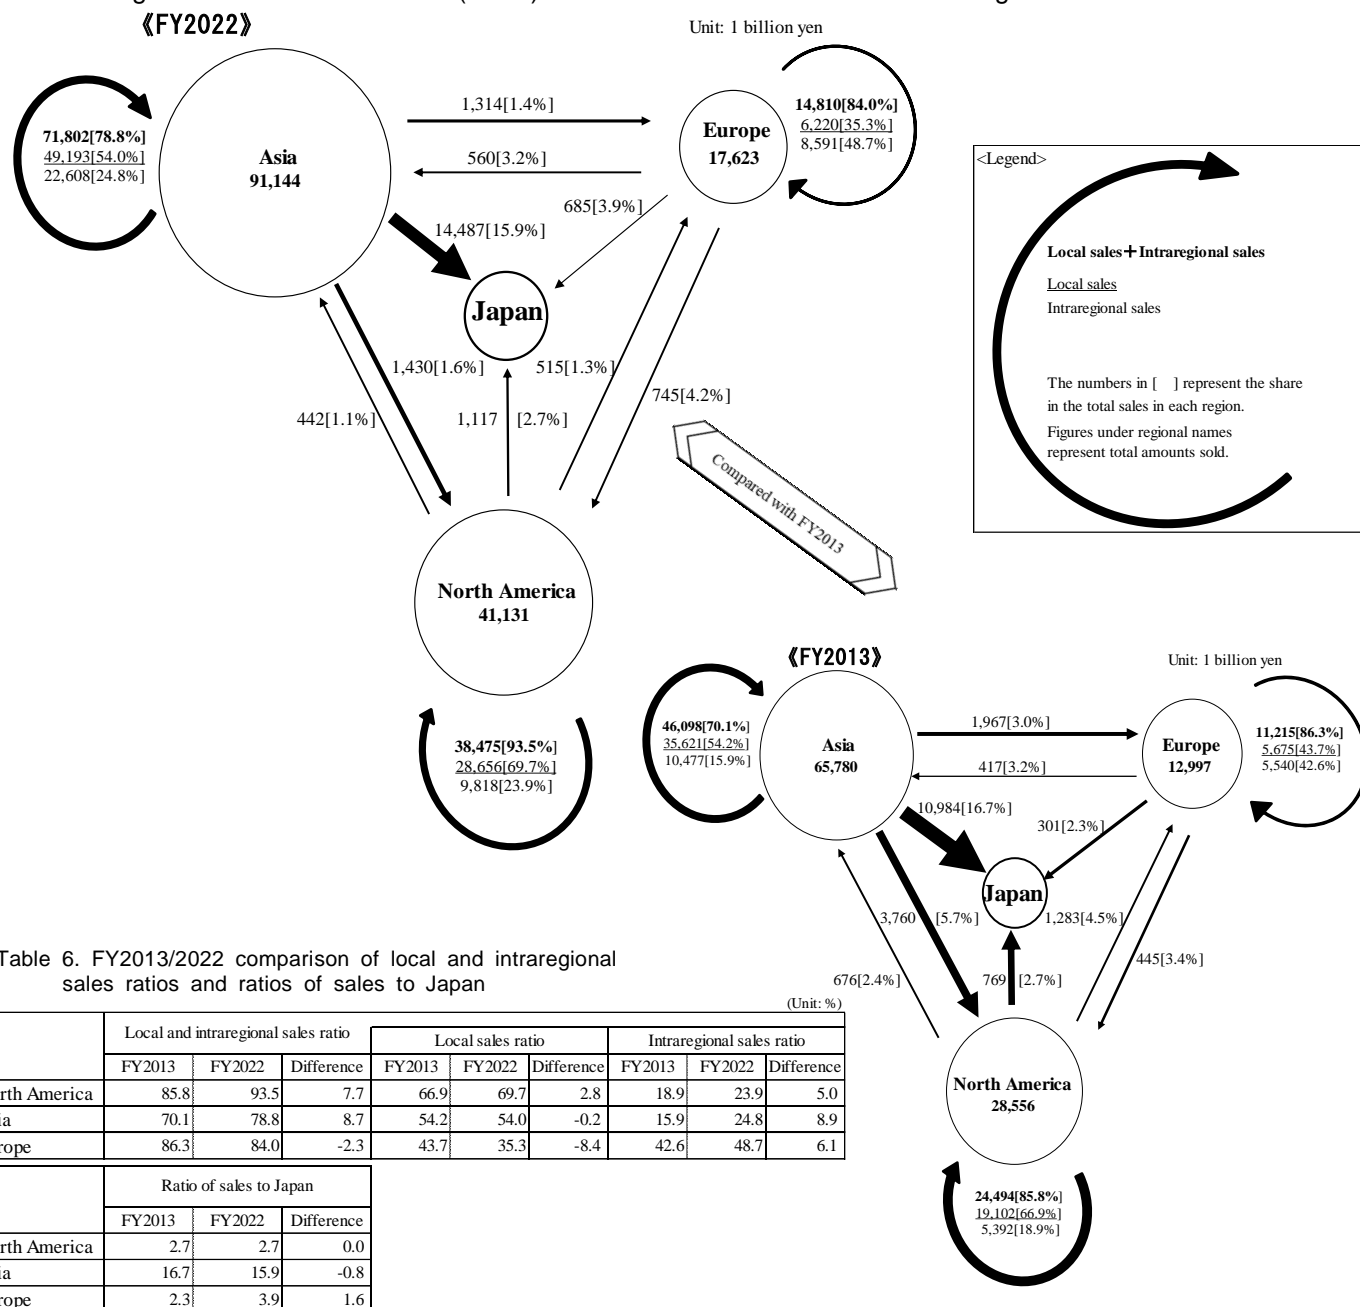 《FY2022》
Unit: 1 billion yen
1,314[1.4%]
Asia
91,144
71,802[78.8%]
49,193[54.0%]
22,608[24.8%]
Europe
17,623
14,810[84.0%]
6,220[35.3%]
8,591[48.7%]
560[3.2%]
685[3.9%]
14,487[15.9%]
Japan
1,430[1.6%]
515[1.3%]
442[1.1%]
1,117 [2.7%]
745[4.2%]
Compared with FY2013
North America
41,131
38,475[93.5%]
28,656[69.7%]
9,818[23.9%]
<Legend>
Local sales+Intraregional sales
Local sales
Intraregional sales
The numbers in [ ] represent the share
in the total sales in each region.
Figures under regional names
represent total amounts sold.
《FY2013》
Unit: 1 billion yen
46,098[70.1%]
35,621[54.2%]
10,477[15.9%]
Asia
65,780
1,967[3.0%]
417[3.2%]
Europe
12,997
11,215[86.3%]
5,675[43.7%]
5,540[42.6%]
10,984[16.7%]
301[2.3%]
Japan
3,760 [5.7%]
1,283[4.5%]
676[2.4%]
769 [2.7%]
445[3.4%]
North America
28,556
24,494[85.8%]
19,102[66.9%]
5,392[18.9%]
Table 6. FY2013/2022 comparison of local and intraregional
sales ratios and ratios of sales to Japan
(Unit: %)
Local and intraregional sales ratio Local sales ratio Intraregional sales ratio
FY2013 FY2022 Difference FY2013 FY2022 Difference FY2013 FY2022 Difference
rth America 85.8 93.5 7.7 66.9 69.7 2.8 18.9 23.9 5.0
ia 70.1 78.8 8.7 54.2 54.0 -0.2 15.9 24.8 8.9
rope 86.3 84.0 -2.3 43.7 35.3 -8.4 42.6 48.7 6.1
Ratio of sales to Japan
FY2013 FY2022 Difference
rth America 2.7 2.7 0.0
ia 16.7 15.9 -0.8
rope 2.3 3.9 1.6